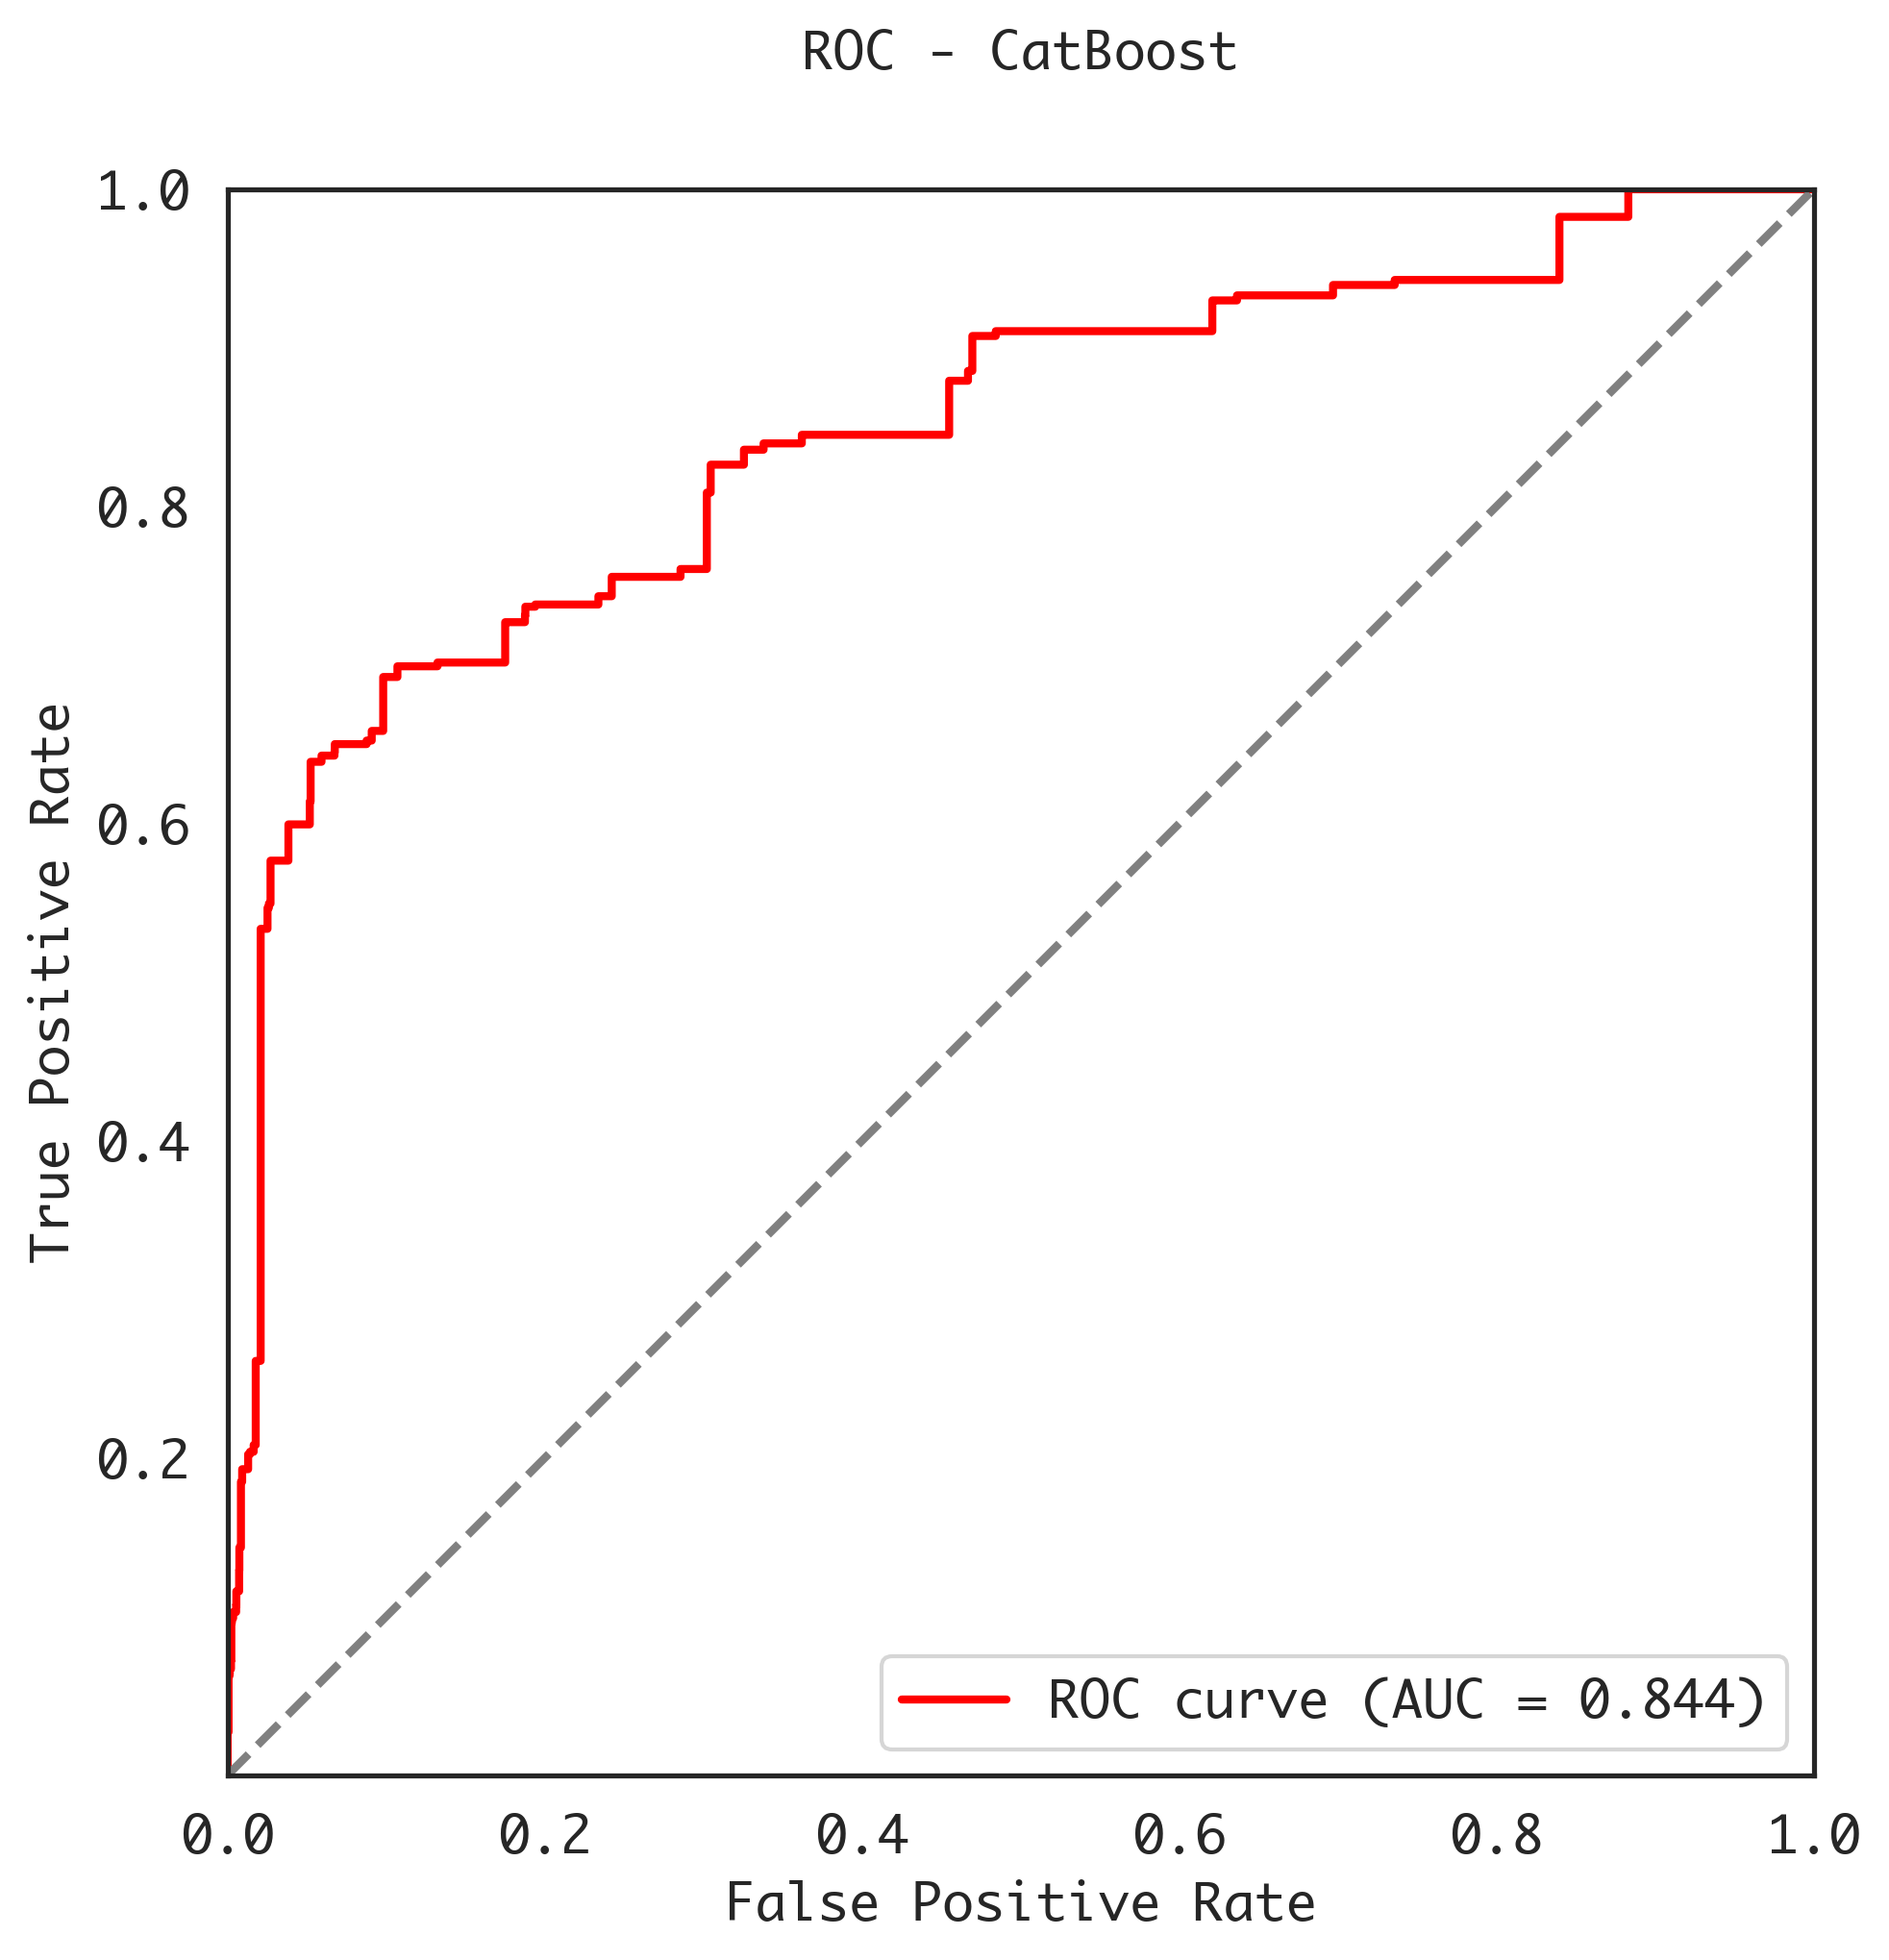 ROC - CatBoost
1.0
0.8
0.6
0.4
0.2
True Positive Rate
ROC curve (AUC = 0.844)
0.0 0.2 0.4 0.6 0.8 1.0
False Positive Rate